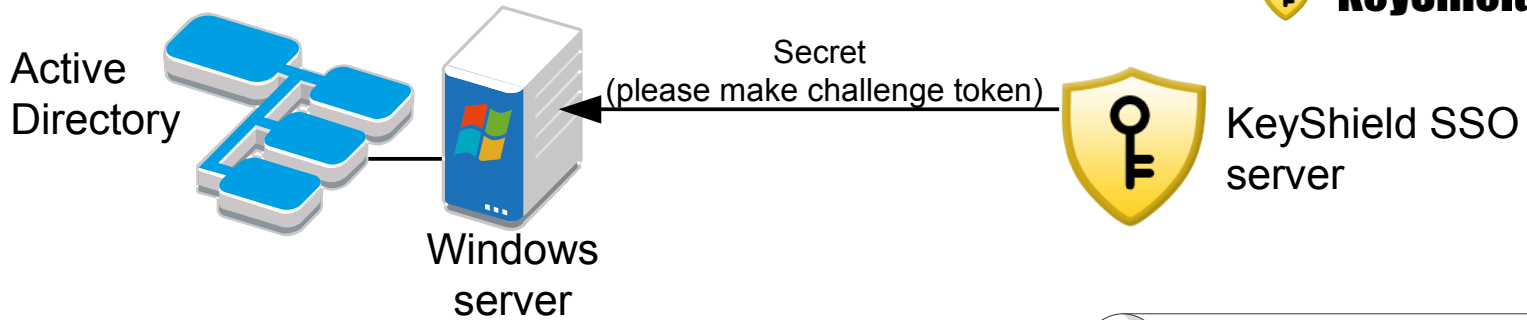 Active
Directory
Secret
(please make challenge token)
KeyShield SSO
server
Windows
server